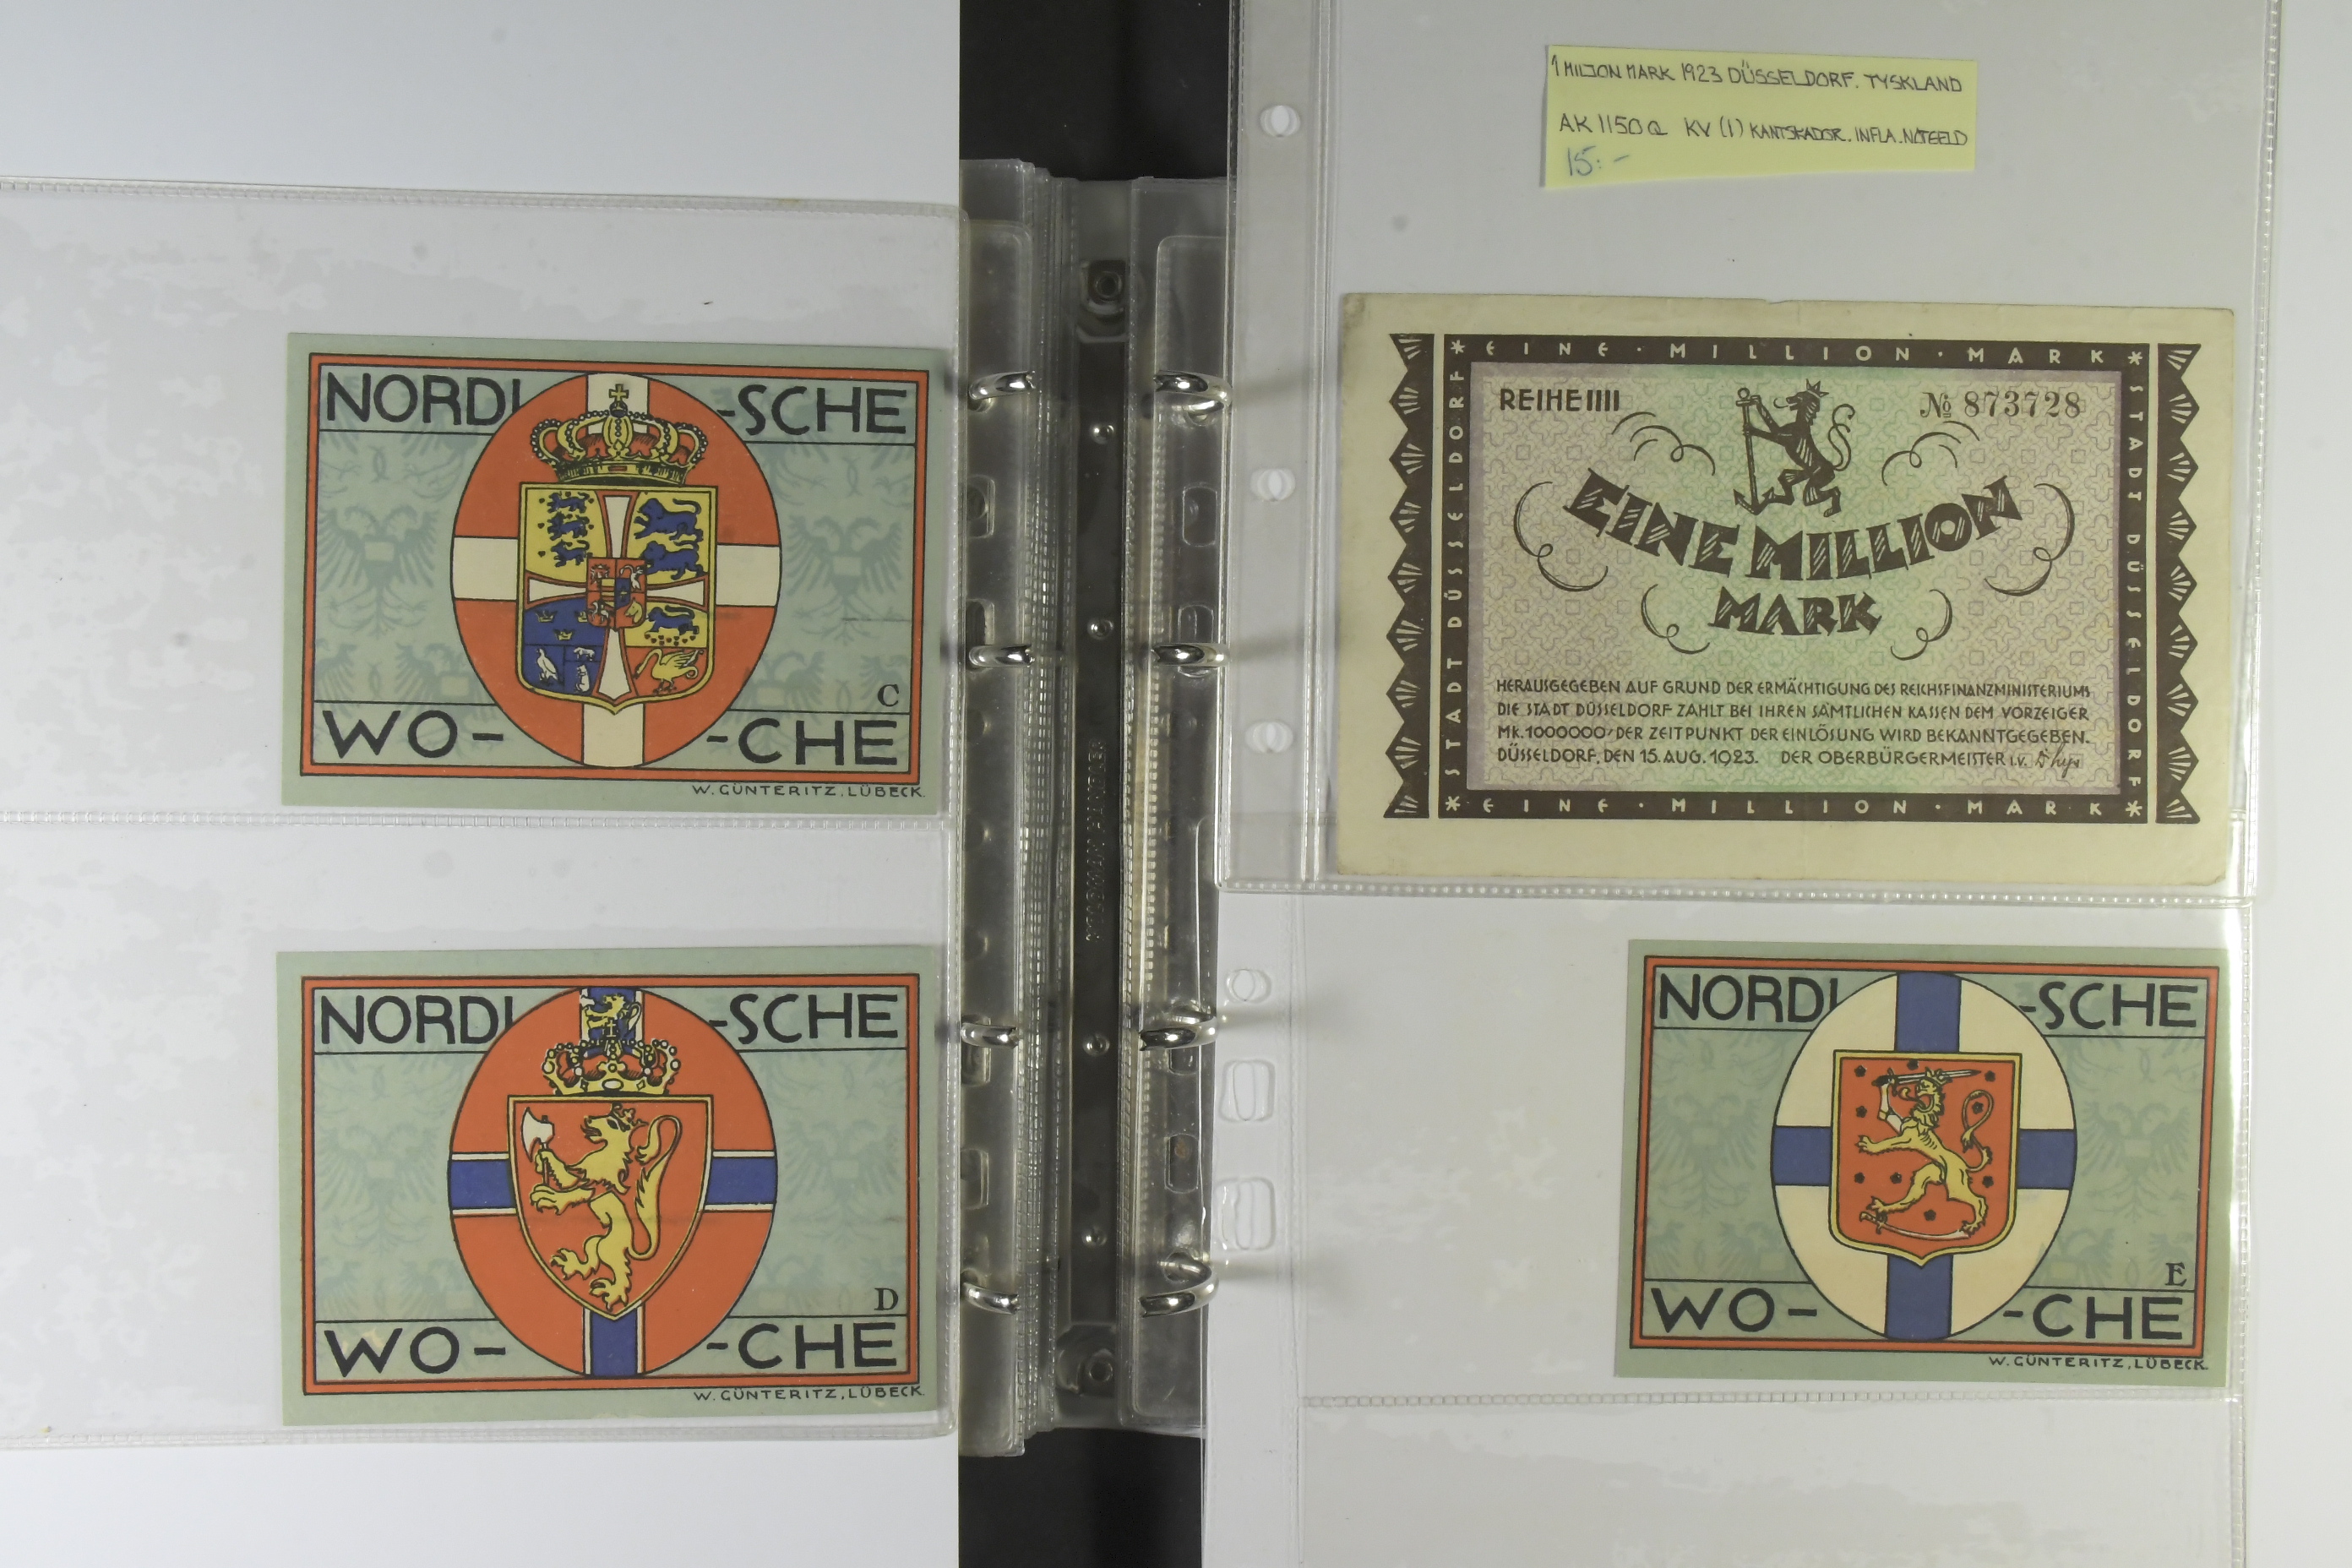 NORDI -SCHE
C
WO- -CHE
W. GÜNTERITZ, LÜBECK.
NORDI -SCHE
D
WO- -CHE
W. GÜNTERITZ, LÜBECK.
1 MILJON MARK 1923 DÜSSELDORF. TYSKLAND
AK 1150 a KV (1) KANTSKADOR. INFLA. NOTGELD
15:-
* EINE · MILLION · MARK *
STADT DÜSSELDORF
STADT DÜSSELDORF
REIHE IIIII
№ 873728
EINE MILLION
MARK
HERAUSGEGEBEN AUF GRUND DER ERMÄCHTIGUNG DES REICHSFINANZMINISTERIUMS
DIE STADT DÜSSELDORF ZAHLT BEI IHREN SÄMTLICHEN KASSEN DEM VORZEIGER
MK. 1000000, DER ZEITPUNKT DER EINLÖSUNG WIRD BEKANNTGEGEBEN.
DÜSSELDORF, DEN 15. AUG. 1923. DER OBERBÜRGERMEISTER I.V.
* EINE · MILLION · MARK *
NORDI -SCHE
E
WO- -CHE
W. GÜNTERITZ, LÜBECK.